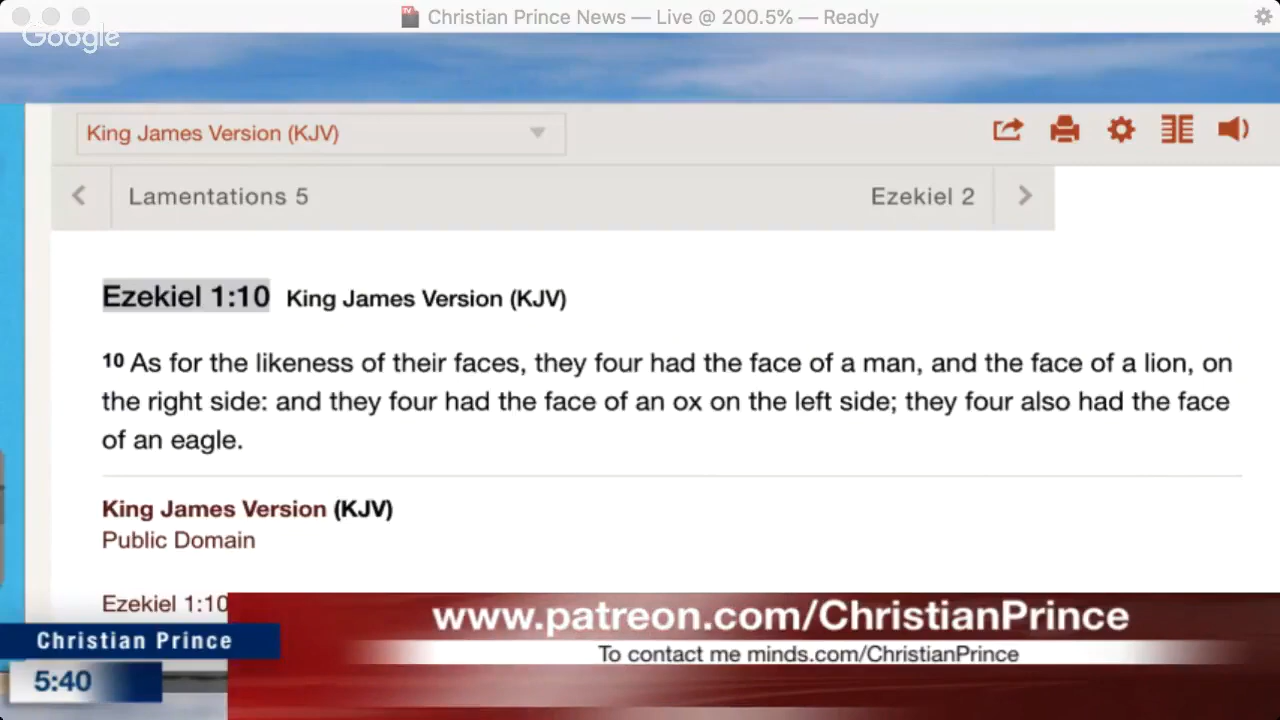 TV
Christian Prince News — Live @ 200.5% — Ready
Google
King James Version (KJV)
Lamentations 5
Ezekiel 2
Ezekiel 1:10 King James Version (KJV)
10 As for the likeness of their faces, they four had the face of a man, and the face of a lion, on
the right side: and they four had the face of an ox on the left side; they four also had the face
of an eagle.
King James Version (KJV)
Public Domain
Ezekiel 1:10
www.patreon.com/ChristianPrince
To contact me minds.com/ChristianPrince
Christian Prince
5:40